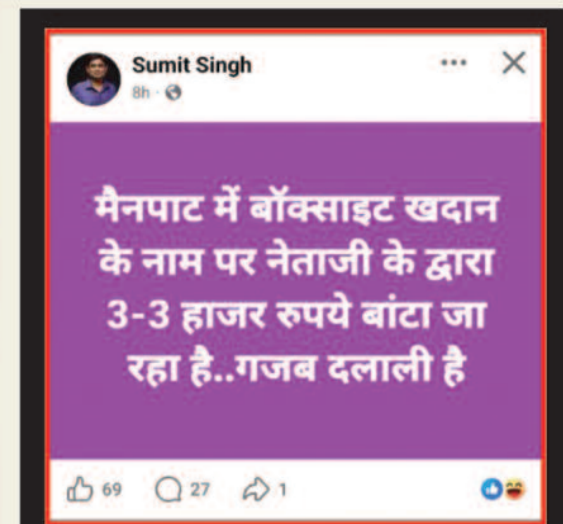 Sumit Singh
8h
मैनपाट में बॉक्साइट खदान
के नाम पर नेताजी के द्वारा
3-3 हाजर रुपये बांटा जा
रहा है..गजब दलाली है
69 27 1